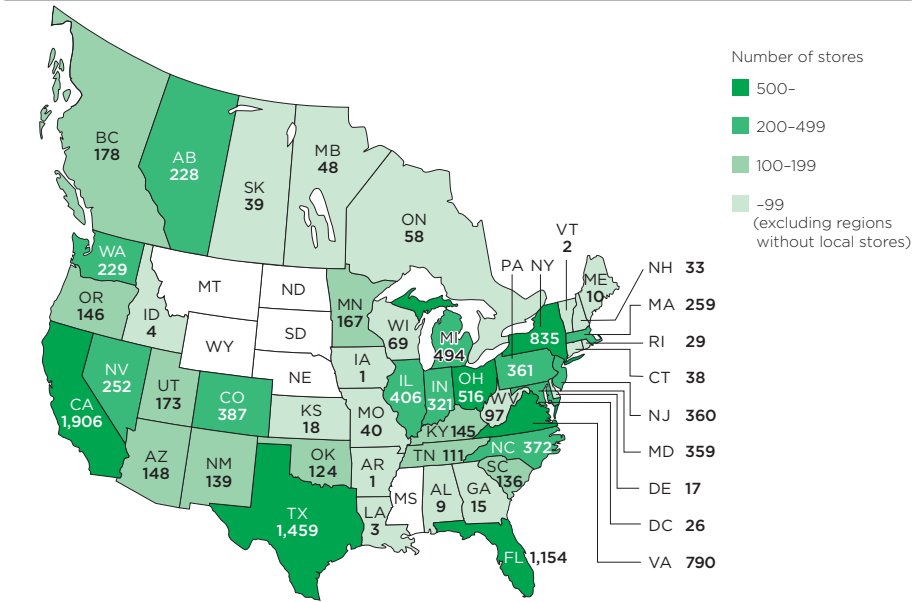 Number of stores
500–
200–499
100–199
–99
(excluding regions
without local stores)
BC
178
AB
228
SK
39
MB
48
ON
58
VT
2
PA NY
ME
10
NH 33
MA 259
RI 29
CT 38
NJ 360
MD 359
DE 17
DC 26
VA 790
WA
229
OR
146
ID
4
MT
ND
SD
WY
NE
MN
167
WI
69
MI
494
835
361
IA
1
IL
406
IN
321
OH
516
WV
97
NV
252
UT
173
CO
387
KS
18
MO
40
KY 145
CA
1,906
AZ
148
NM
139
OK
124
AR
1
TN 111
NC 372
SC
136
TX
1,459
LA
3
MS
AL
9
GA
15
FL 1,154